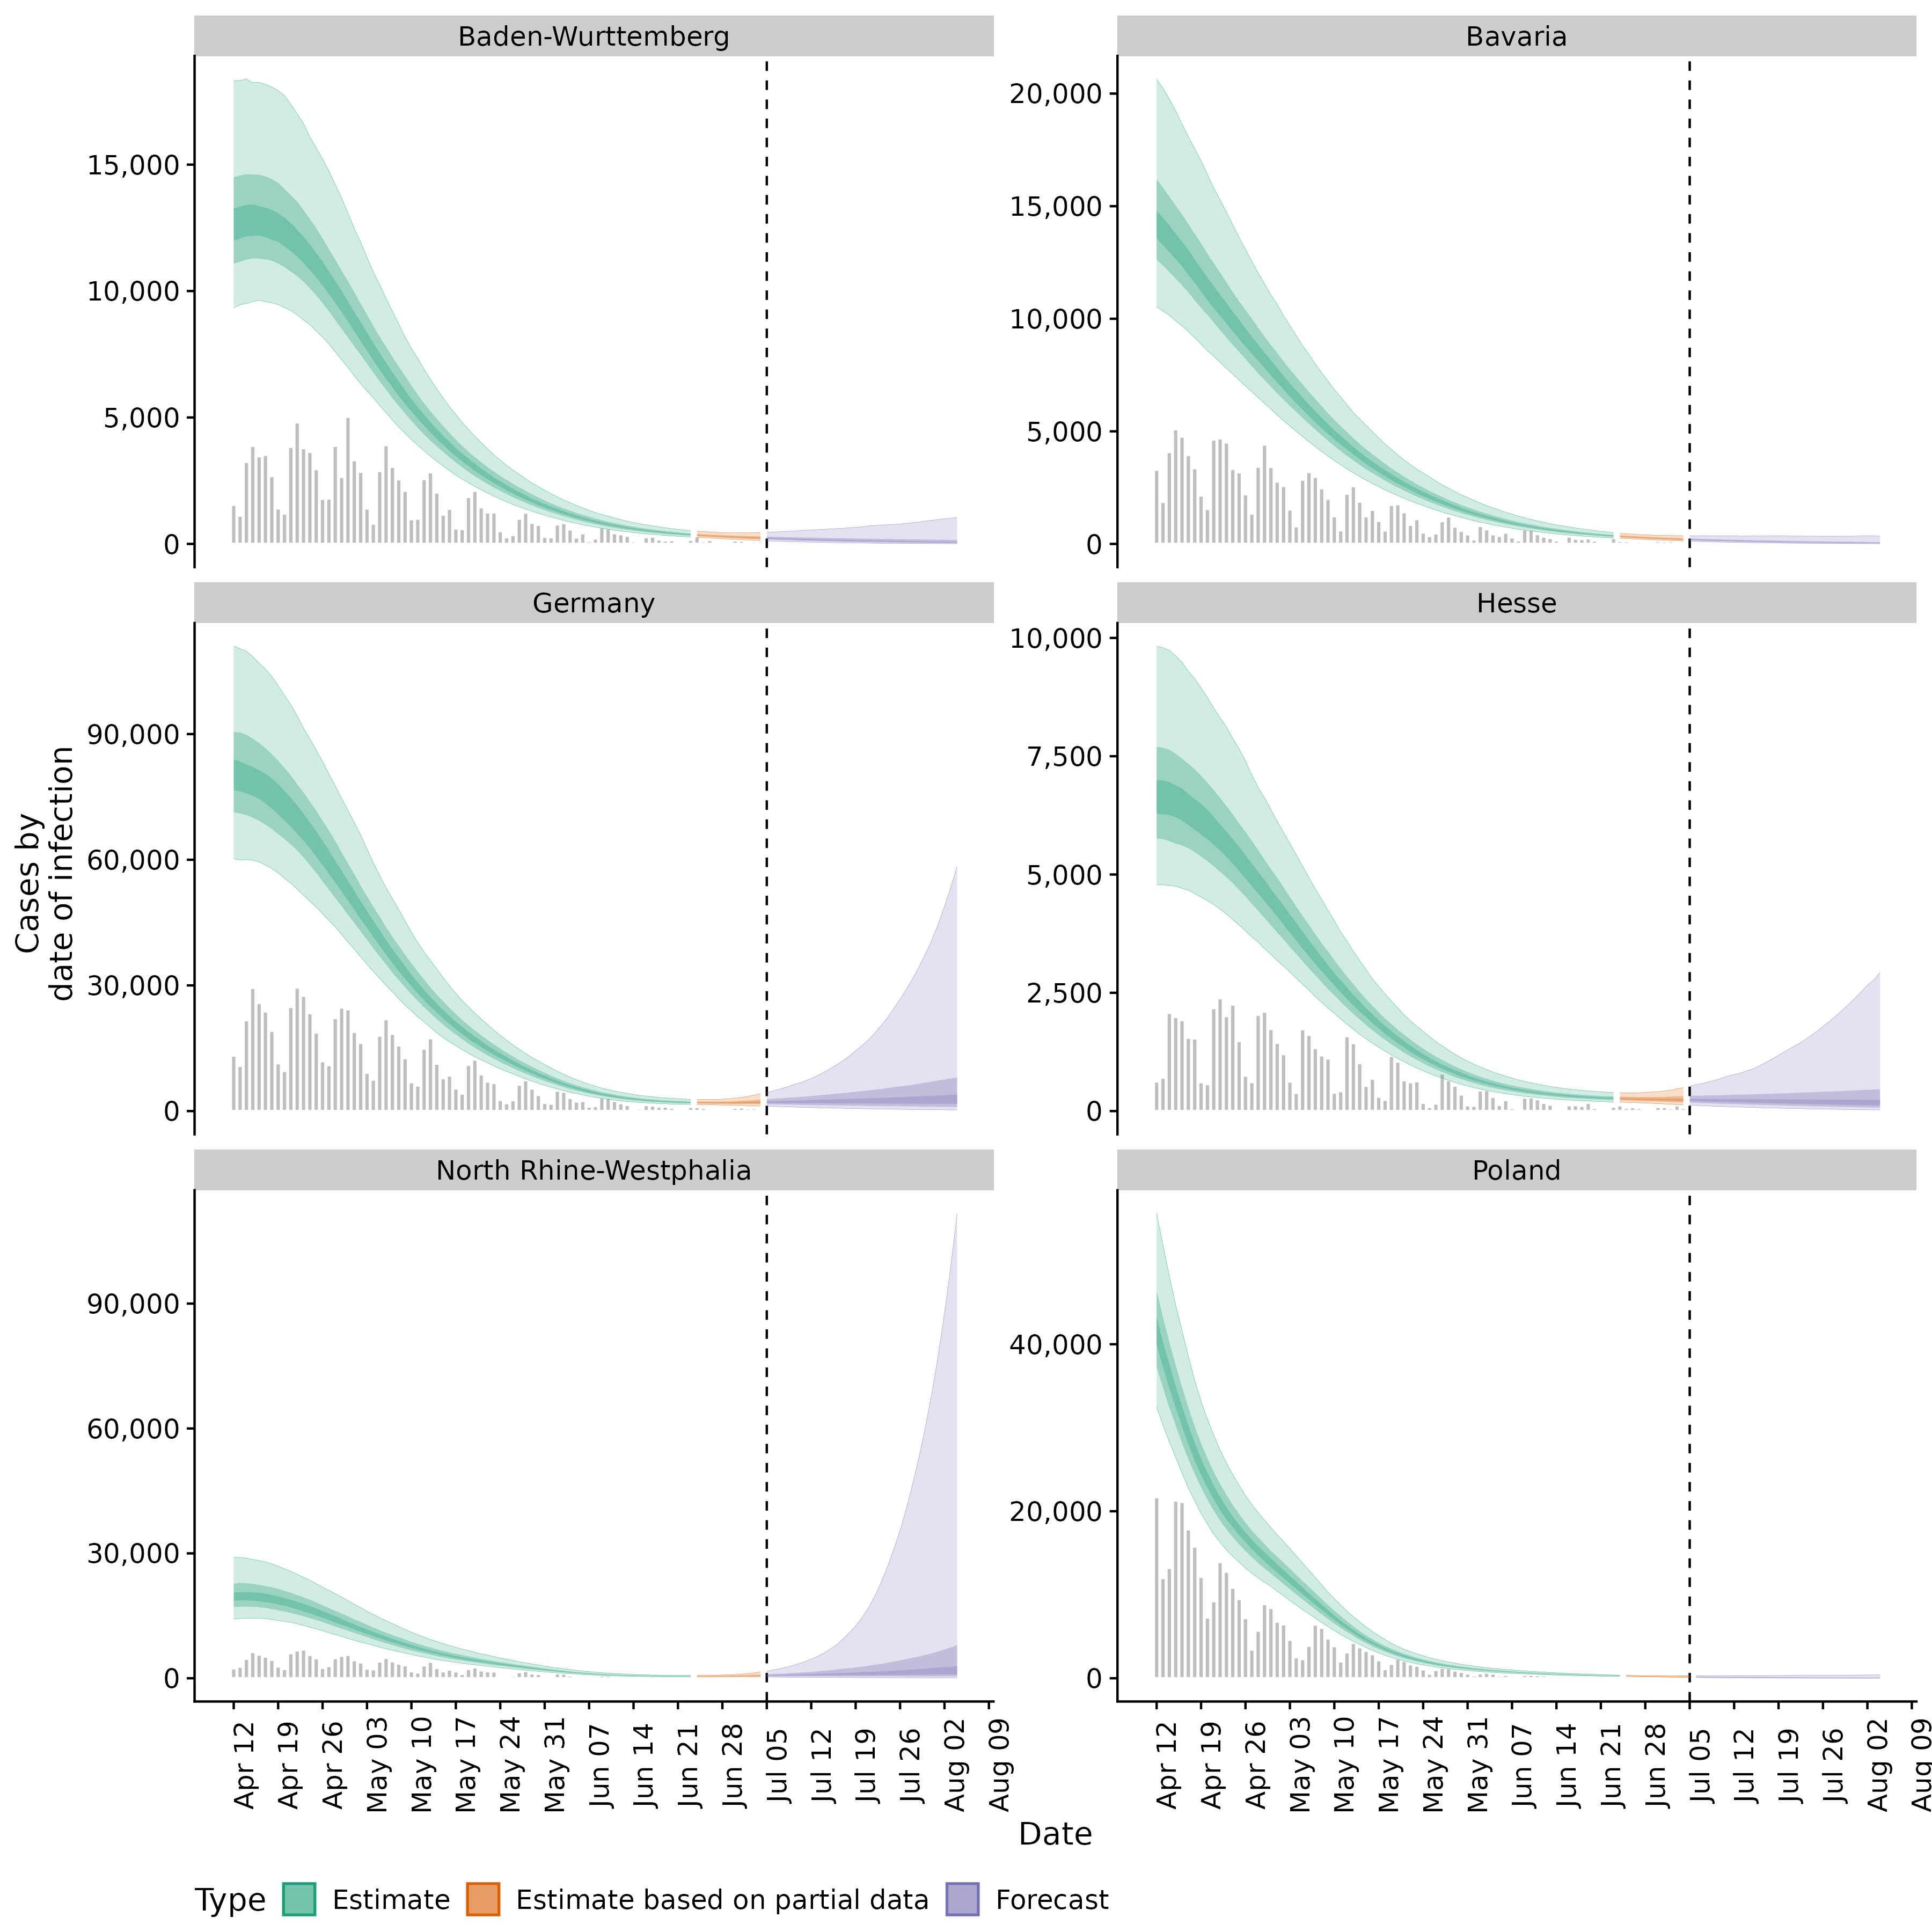 Baden-Wurttemberg
Bavaria
15,000
10,000
5,000
0
20,000
15,000
10,000
5,000
0
Germany
Hesse
90,000
60,000
30,000
0
10,000
7,500
5,000
2,500
0
Cases by
date of infection
North Rhine-Westphalia
Poland
90,000
60,000
30,000
0
40,000
20,000
0
Apr 12 Apr 19 Apr 26 May 03 May 10 May 17 May 24 May 31 Jun 07 Jun 14 Jun 21 Jun 28 Jul 05 Jul 12 Jul 19 Jul 26 Aug 02 Aug 09
Apr 12 Apr 19 Apr 26 May 03 May 10 May 17 May 24 May 31 Jun 07 Jun 14 Jun 21 Jun 28 Jul 05 Jul 12 Jul 19 Jul 26 Aug 02 Aug 09
Date
Type Estimate Estimate based on partial data Forecast